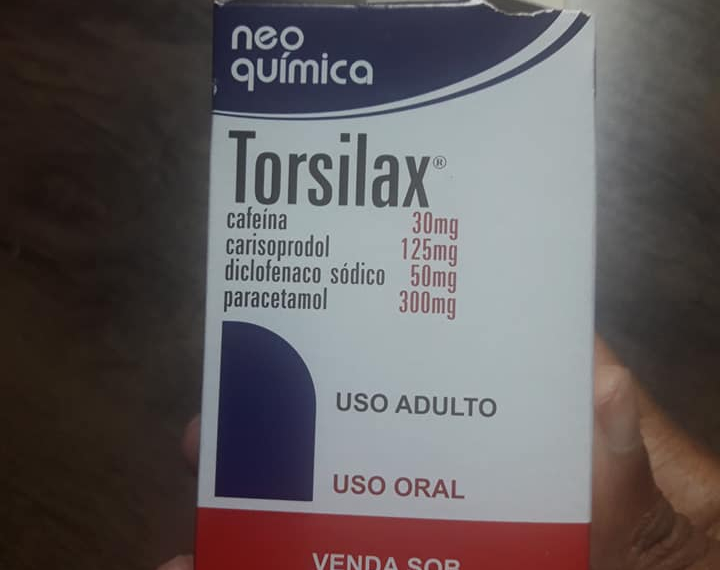 neo
química
Torsilax®
cafeína 30mg
carisoprodol 125mg
diclofenaco sódico 50mg
paracetamol 300mg
USO ADULTO
USO ORAL
VENDA SOB